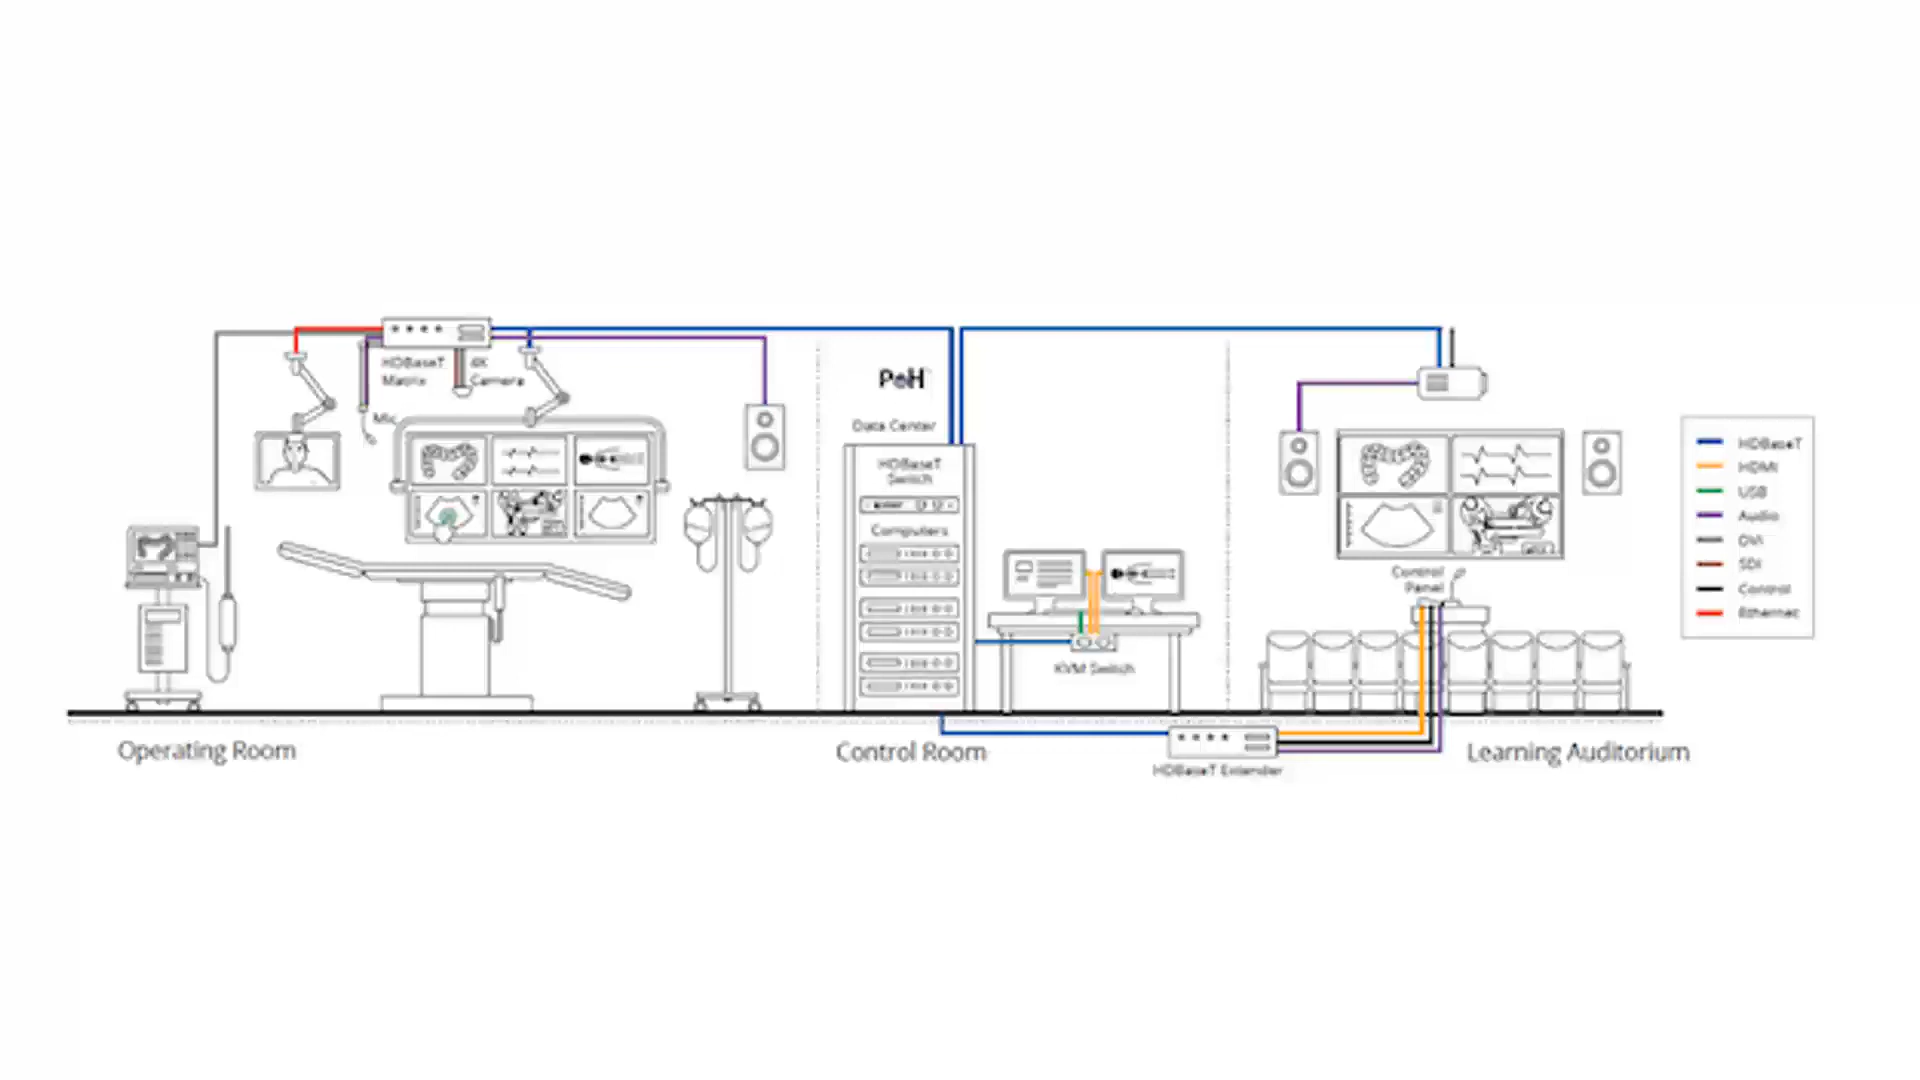 HDBaseT
Matrix
4K
Camera
Mic
PoH
Data Center
HDBaseT
Switch
Computers
KVM Switch
Control
Panel
HDBaseT
HDMI
USB
Audio
DVI
SDI
Control
Ethernet
Operating Room
Control Room
HDBaseT Extender
Learning Auditorium